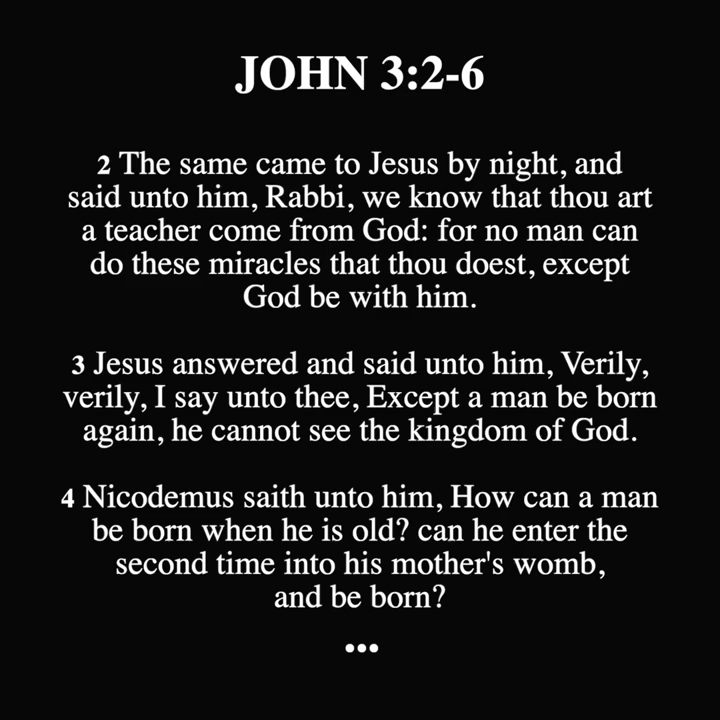 JOHN 3:2-6
2 The same came to Jesus by night, and
said unto him, Rabbi, we know that thou art
a teacher come from God: for no man can
do these miracles that thou doest, except
God be with him.
3 Jesus answered and said unto him, Verily,
verily, I say unto thee, Except a man be born
again, he cannot see the kingdom of God.
4 Nicodemus saith unto him, How can a man
be born when he is old? can he enter the
second time into his mother's womb,
and be born?
•••